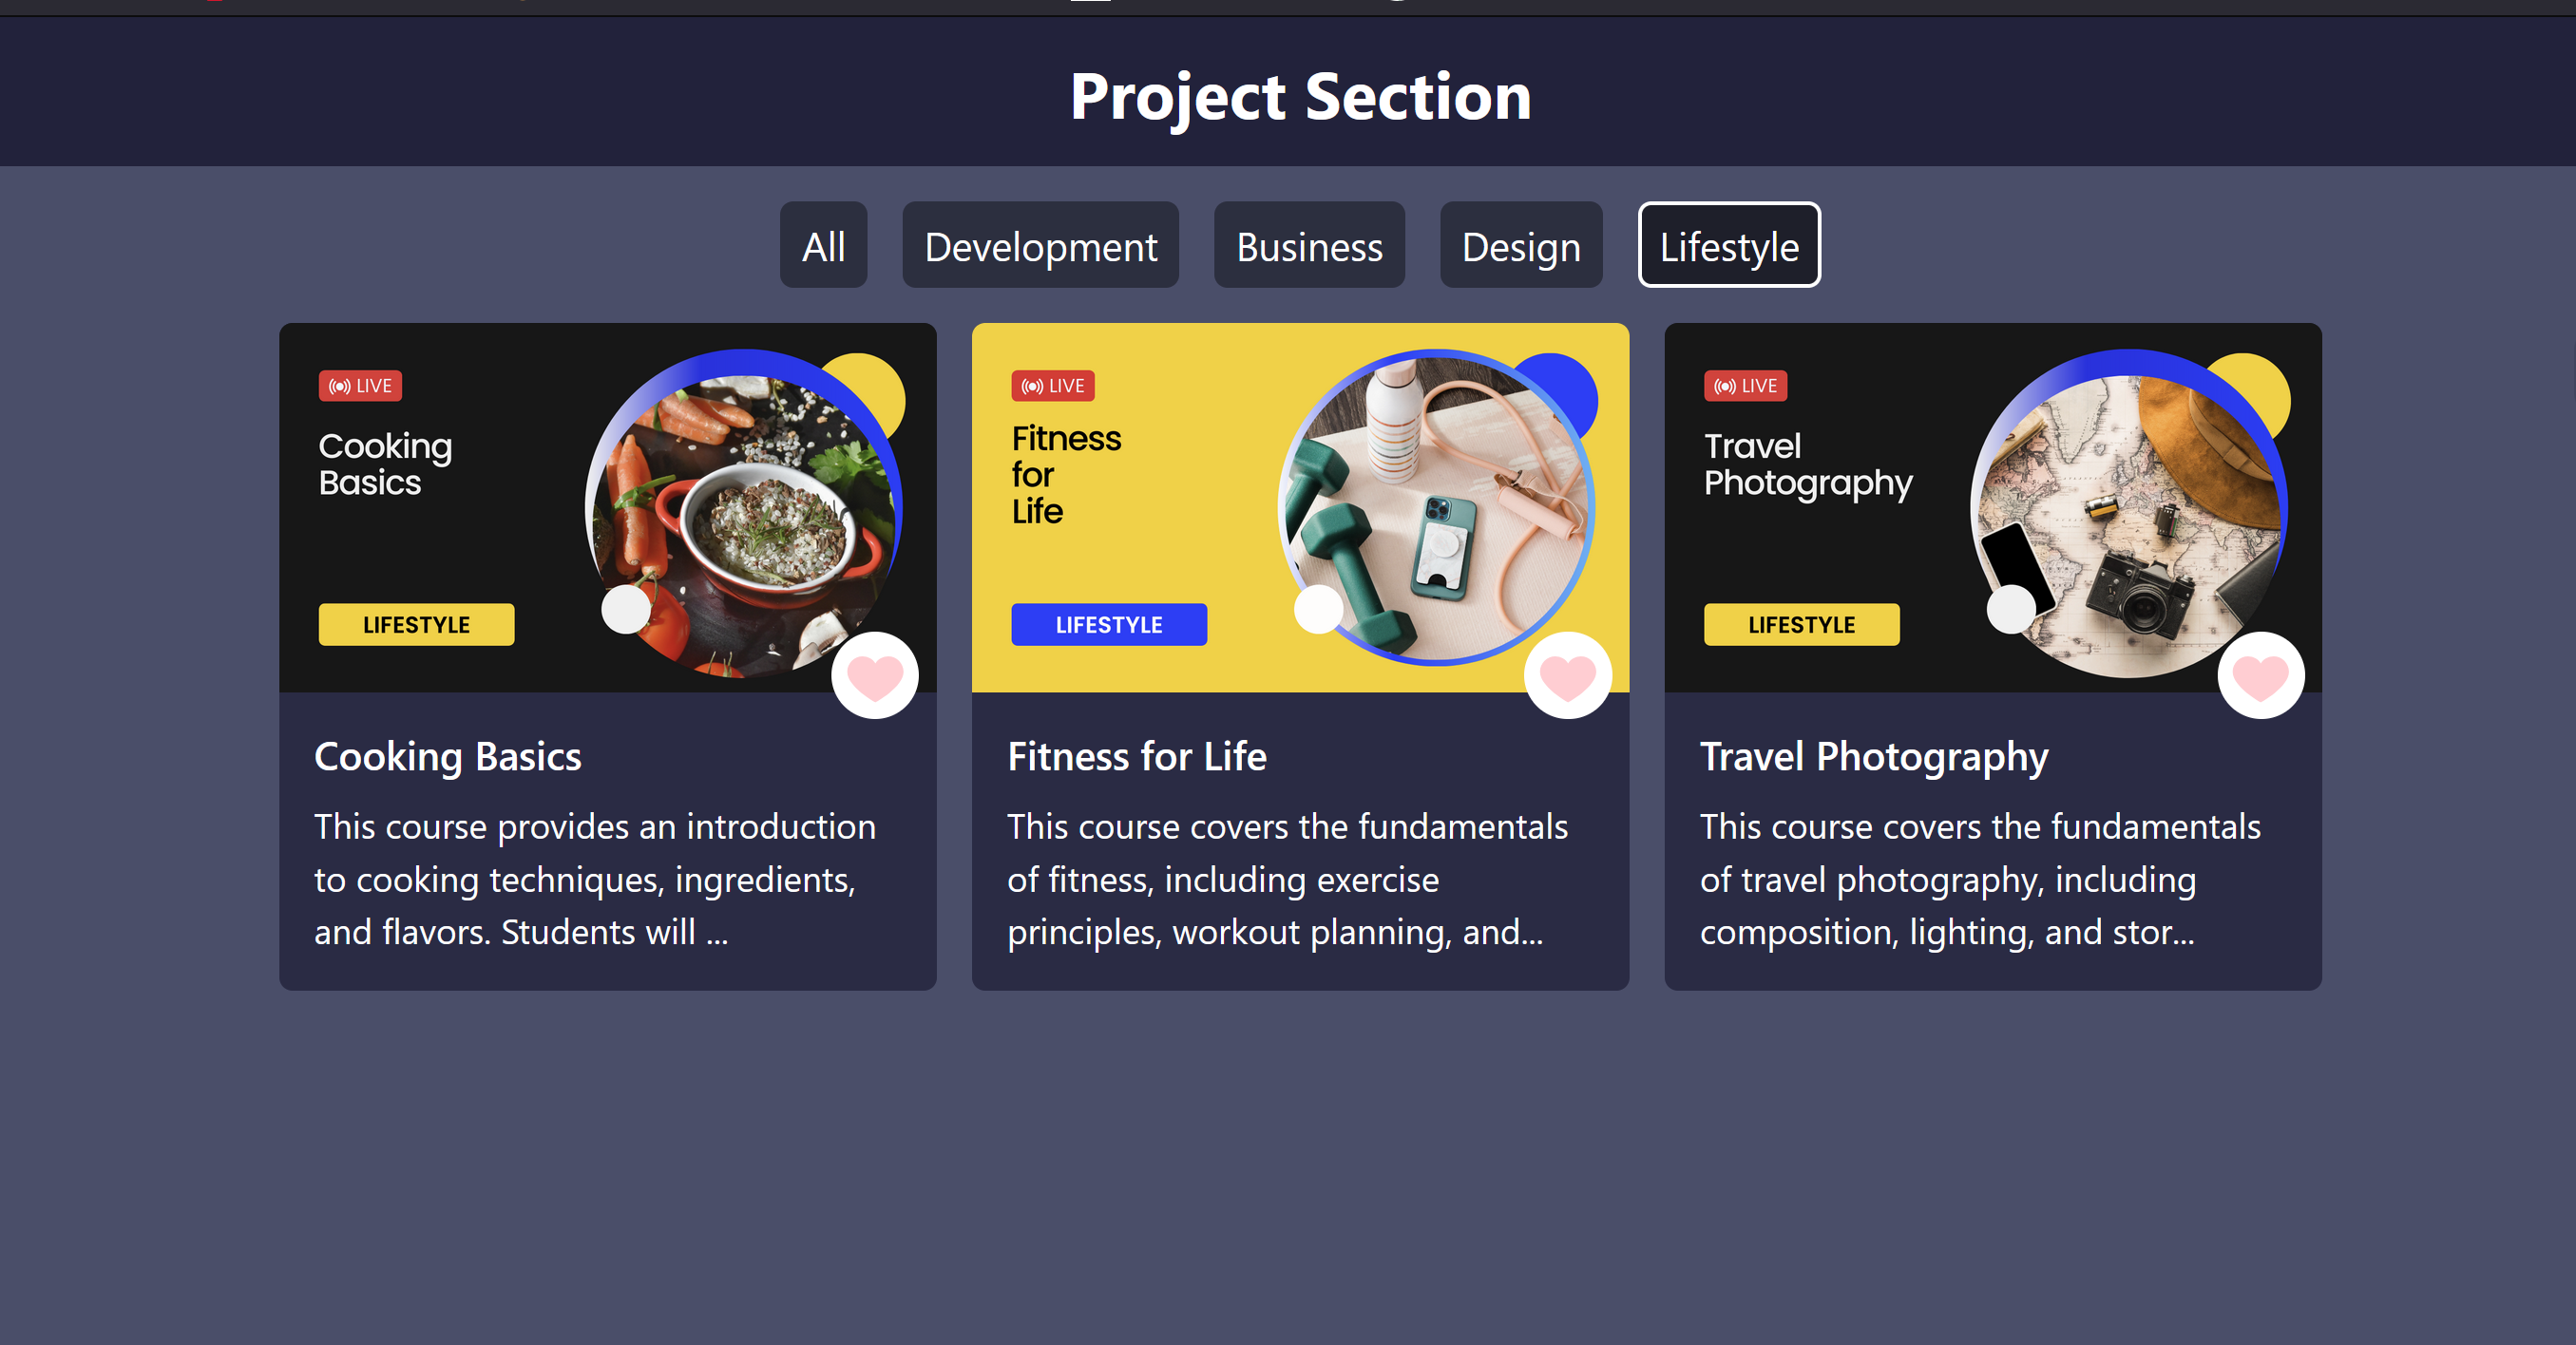 Project Section
All Development Business Design Lifestyle
LIVE
Cooking
Basics
LIFESTYLE
Cooking Basics
This course provides an introduction
to cooking techniques, ingredients,
and flavors. Students will ...
LIVE
Fitness
for
Life
LIFESTYLE
Fitness for Life
This course covers the fundamentals
of fitness, including exercise
principles, workout planning, and...
LIVE
Travel
Photography
LIFESTYLE
Travel Photography
This course covers the fundamentals
of travel photography, including
composition, lighting, and stor...